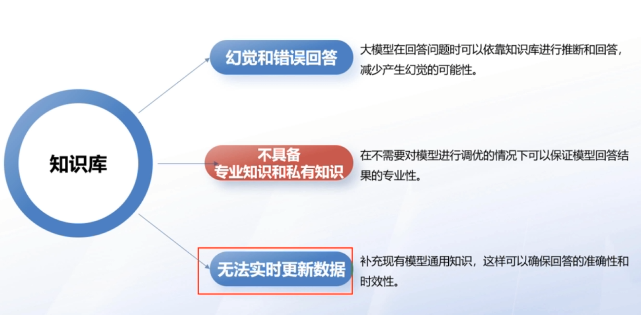 幻觉和错误回答
大模型在回答问题时可以依靠知识库进行推断和回答，
减少产生幻觉的可能性。
知识库
不具备
专业知识和私有知识
在不需要对模型进行调优的情况下可以保证模型回答结
果的专业性。
无法实时更新数据
补充现有模型通用知识，这样可以确保回答的准确性和
时效性。